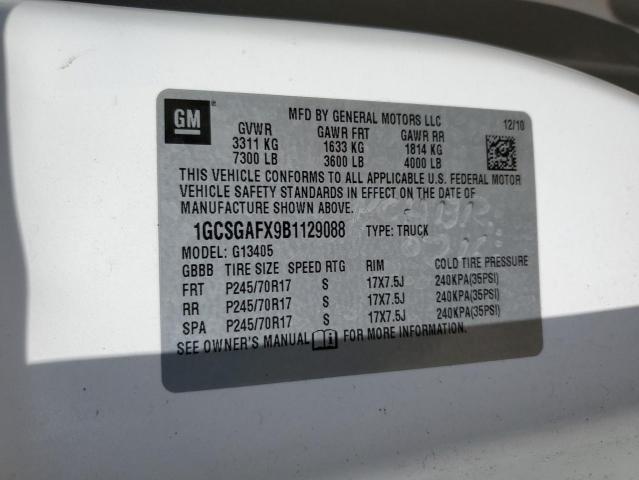 GM
MFD BY GENERAL MOTORS LLC
12/10
GVWR GAWR FRT GAWR RR
3311 KG 1633 KG 1814 KG
7300 LB 3600 LB 4000 LB
THIS VEHICLE CONFORMS TO ALL APPLICABLE U.S. FEDERAL MOTOR
VEHICLE SAFETY STANDARDS IN EFFECT ON THE DATE OF
MANUFACTURE SHOWN ABOVE.
1GCSGAFX9B1129088 TYPE: TRUCK
MODEL: G13405
GBBB TIRE SIZE SPEED RTG RIM COLD TIRE PRESSURE
FRT P245/70R17 S 17X7.5J 240KPA(35PSI)
RR P245/70R17 S 17X7.5J 240KPA(35PSI)
SPA P245/70R17 S 17X7.5J 240KPA(35PSI)
SEE OWNER'S MANUAL FOR MORE INFORMATION.